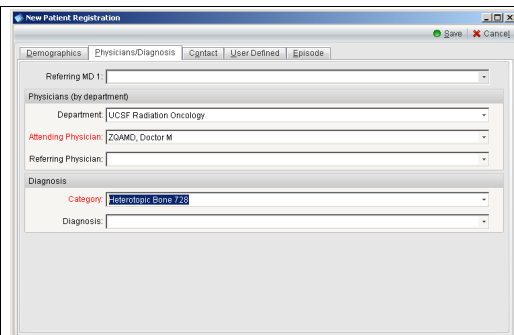 New Patient Registration
Save Cancel
Demographics Physicians/Diagnosis Contact User Defined Episode
Referring MD 1:
Physicians (by department)
Department: UCSF Radiation Oncology
Attending Physician: ZQAMD, Doctor M
Referring Physician:
Diagnosis
Category: Heterotopic Bone 728
Diagnosis: